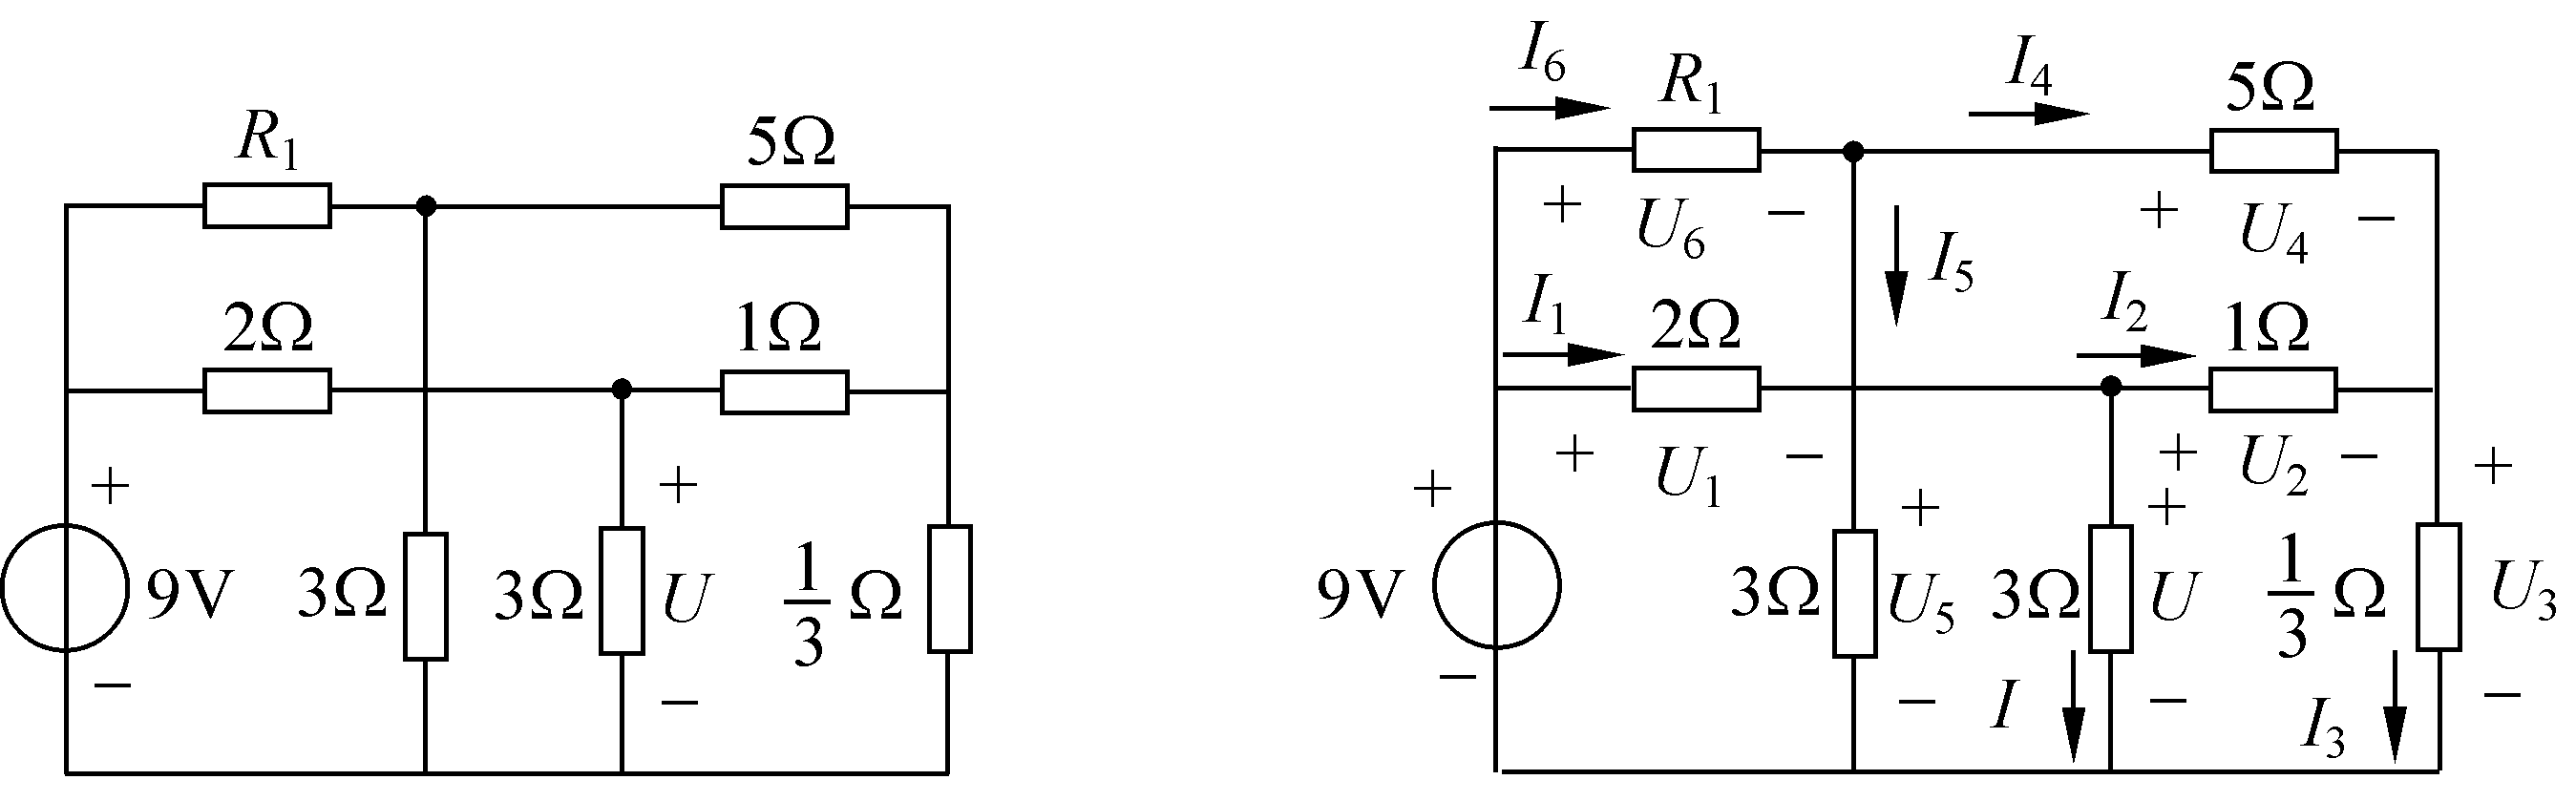 R₁
5Ω
2Ω
1Ω
+
+
9V
3Ω
3Ω
U
1/3 Ω
−
−
I₆
R₁
I₄
5Ω
+
U₆
−
I₅
+
U₄
−
I₁
2Ω
I₂
1Ω
+
U₁
−
+
U₂
−
+
+
+
+
9V
3Ω
U₅
3Ω
U
1/3 Ω
U₃
−
−
I
−
I₃
−